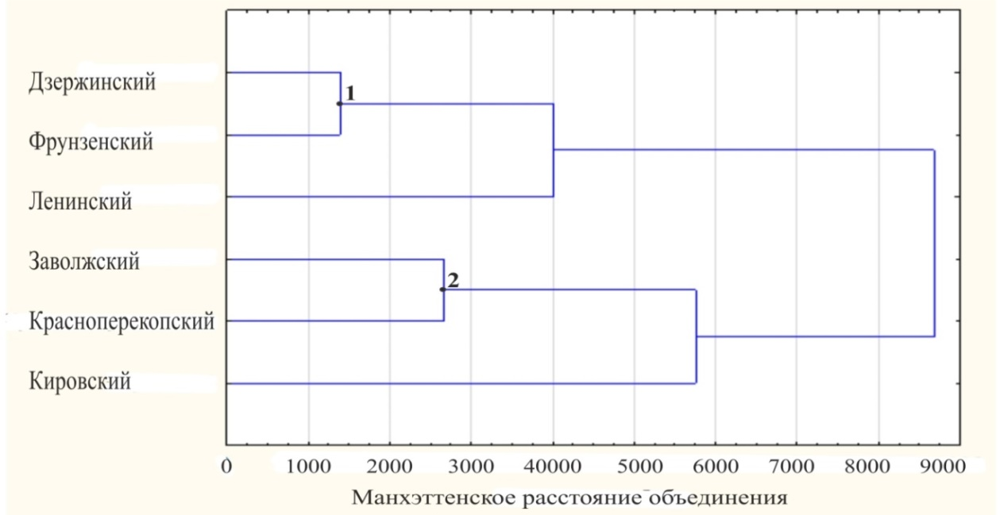 Дзержинский
1
Фрунзенский
Ленинский
Заволжский
2
Красноперекопский
Кировский
0 1000 2000 3000 40000 5000 6000 7000 8000 9000
Манхэттенское расстояние объединения